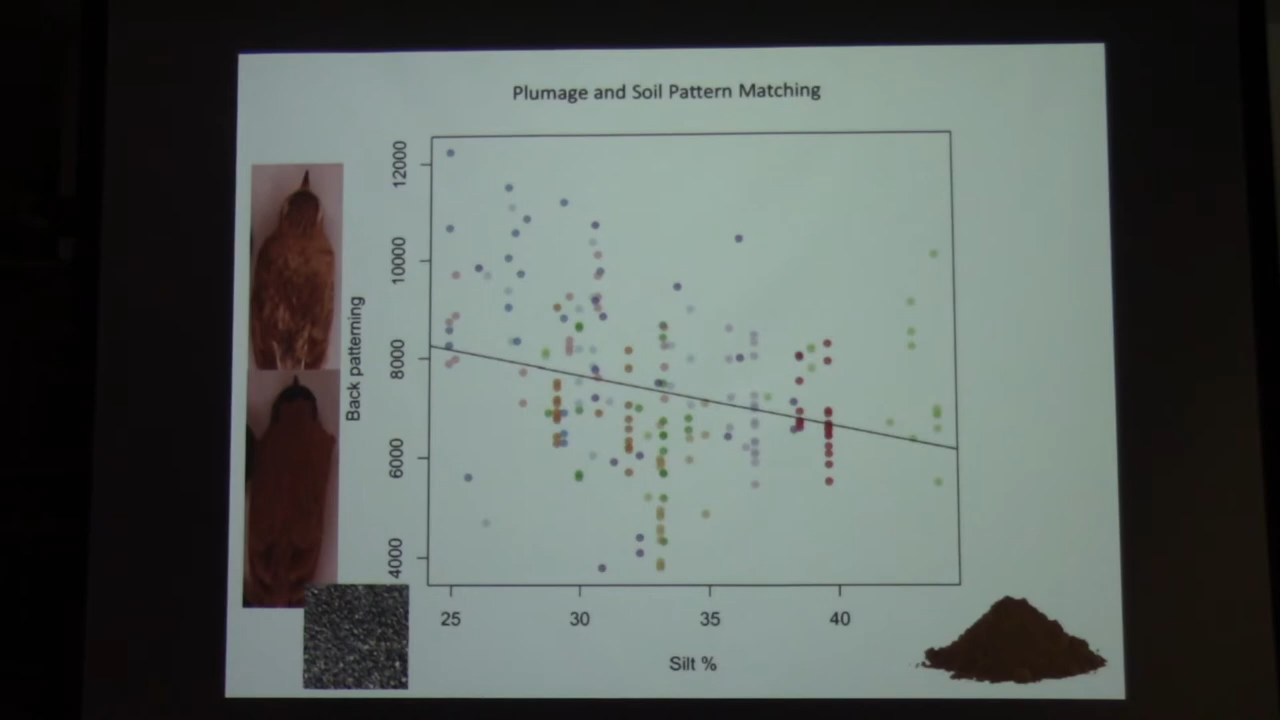 Plumage and Soil Pattern Matching
Back patterning
12000
10000
8000
6000
4000
25 30 35 40
Silt %